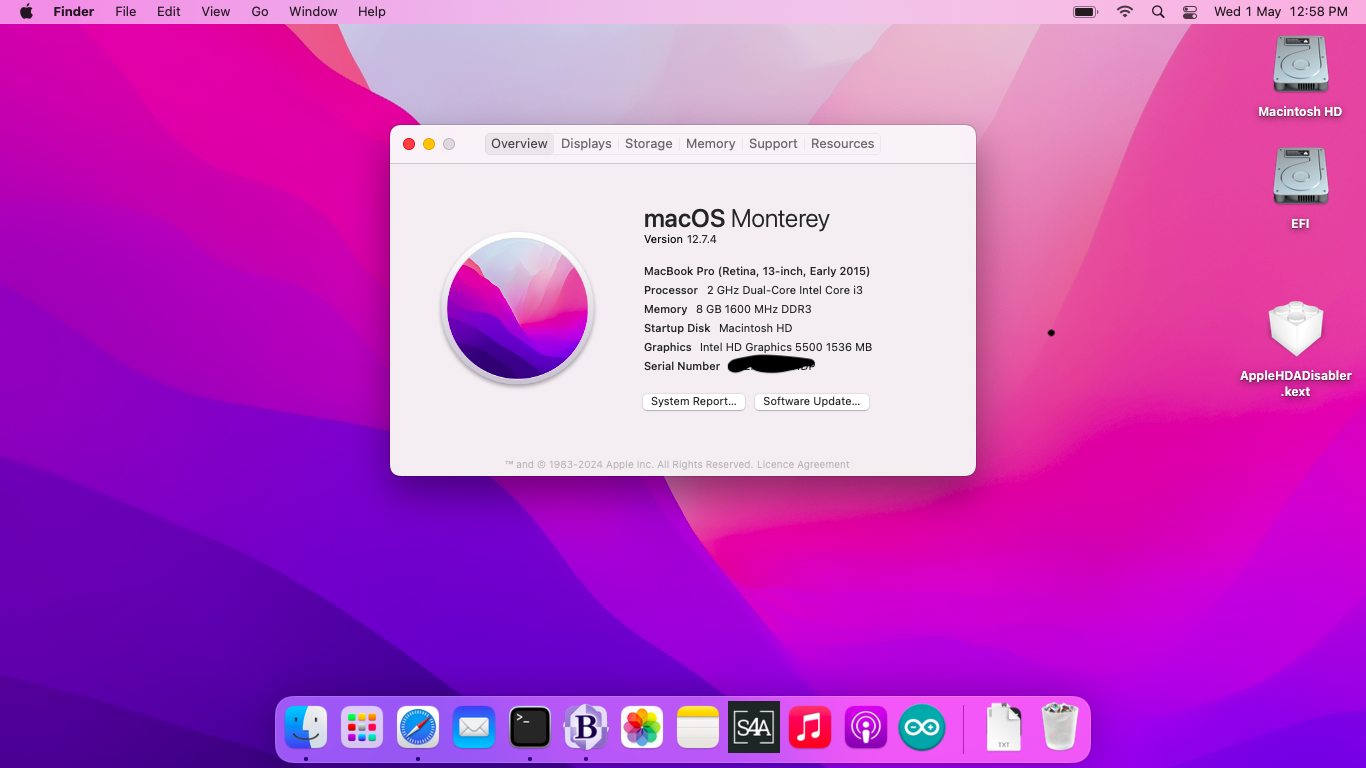 Finder File Edit View Go Window Help Wed 1 May 12:58 PM
Macintosh HD
EFI
AppleHDADisabler
.kext
Overview Displays Storage Memory Support Resources
macOS Monterey
Version 12.7.4
MacBook Pro (Retina, 13-inch, Early 2015)
Processor 2 GHz Dual-Core Intel Core i3
Memory 8 GB 1600 MHz DDR3
Startup Disk Macintosh HD
Graphics Intel HD Graphics 5500 1536 MB
Serial Number
System Report... Software Update...
™ and © 1983-2024 Apple Inc. All Rights Reserved. Licence Agreement
>_ B S4A TXT